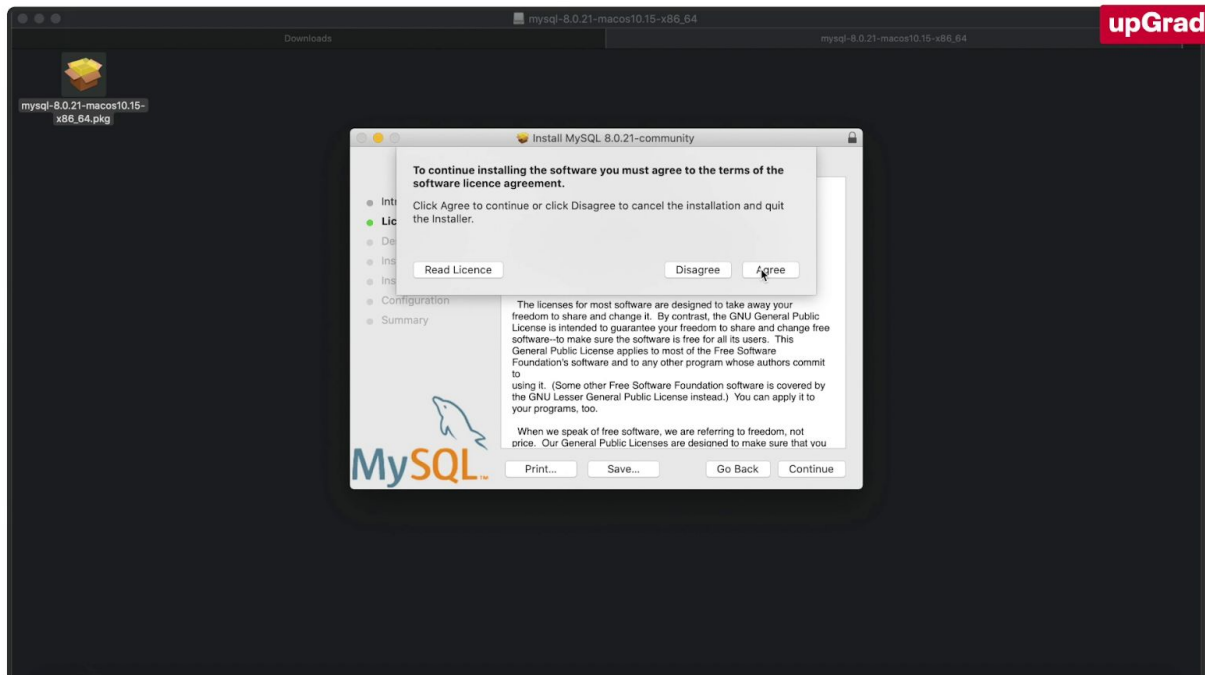 mysql-8.0.21-macos10.15-x86_64
upGrad
Downloads
mysql-8.0.21-macos10.15-x86_64
mysql-8.0.21-macos10.15-
x86_64.pkg
Install MySQL 8.0.21-community
To continue installing the software you must agree to the terms of the
software licence agreement.
Click Agree to continue or click Disagree to cancel the installation and quit
the Installer.
Read Licence
Disagree
Agree
Int
Lic
De
Ins
Ins
Configuration
Summary
The licenses for most software are designed to take away your
freedom to share and change it. By contrast, the GNU General Public
License is intended to guarantee your freedom to share and change free
software--to make sure the software is free for all its users. This
General Public License applies to most of the Free Software
Foundation's software and to any other program whose authors commit
to
using it. (Some other Free Software Foundation software is covered by
the GNU Lesser General Public License instead.) You can apply it to
your programs, too.
When we speak of free software, we are referring to freedom, not
price. Our General Public Licenses are designed to make sure that you
MySQL™
Print...
Save...
Go Back
Continue